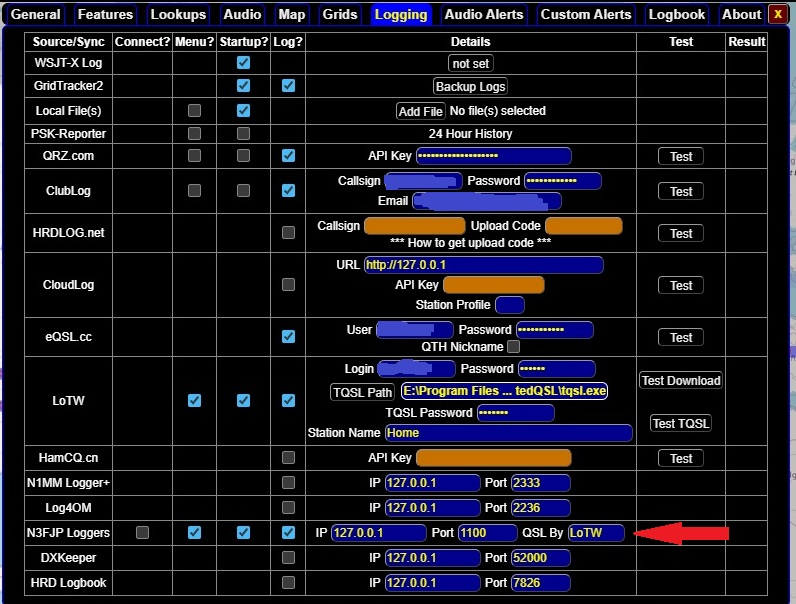 General Features Lookups Audio Map Grids Logging Audio Alerts Custom Alerts Logbook About X
Source/Sync Connect? Menu? Startup? Log? Details Test Result
WSJT-X Log not set
GridTracker2 Backup Logs
Local File(s) Add File No file(s) selected
PSK-Reporter 24 Hour History
QRZ.com API Key •••••••••••••••••• Test
ClubLog Callsign Password •••••••••••• Test
Email
HRDLOG.net Callsign Upload Code Test
*** How to get upload code ***
CloudLog URL http://127.0.0.1
API Key Test
Station Profile
eQSL.cc User Password ••••••••••• Test
QTH Nickname
LoTW Login Password ••••••
TQSL Path E:\Program Files ... tedQSL\tqsl.exe Test Download
TQSL Password ••••••• Test TQSL
Station Name Home
HamCQ.cn API Key Test
N1MM Logger+ IP 127.0.0.1 Port 2333
Log4OM IP 127.0.0.1 Port 2236
N3FJP Loggers IP 127.0.0.1 Port 1100 QSL By LoTW
DXKeeper IP 127.0.0.1 Port 52000
HRD Logbook IP 127.0.0.1 Port 7826